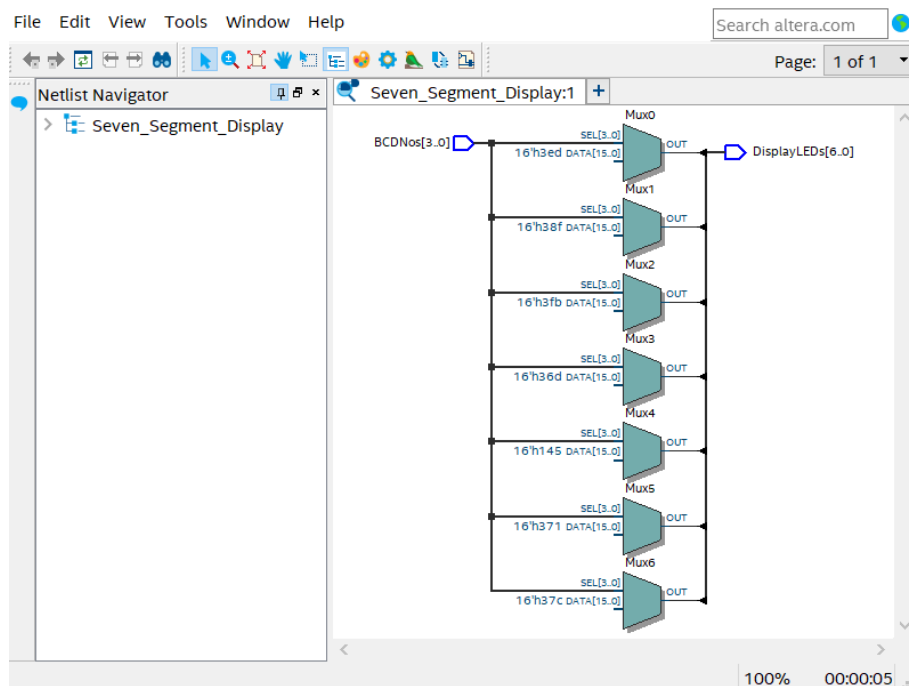 File Edit View Tools Window Help
Search altera.com
Page: 1 of 1
Netlist Navigator
Seven_Segment_Display:1 +
Seven_Segment_Display
BCDNos[3..0]
DisplayLEDs[6..0]
Mux0
SEL[3..0]
16'h3ed DATA[15..0]
OUT
Mux1
SEL[3..0]
16'h38f DATA[15..0]
OUT
Mux2
SEL[3..0]
16'h3fb DATA[15..0]
OUT
Mux3
SEL[3..0]
16'h36d DATA[15..0]
OUT
Mux4
SEL[3..0]
16'h145 DATA[15..0]
OUT
Mux5
SEL[3..0]
16'h371 DATA[15..0]
OUT
Mux6
SEL[3..0]
16'h37c DATA[15..0]
OUT
100% 00:00:05